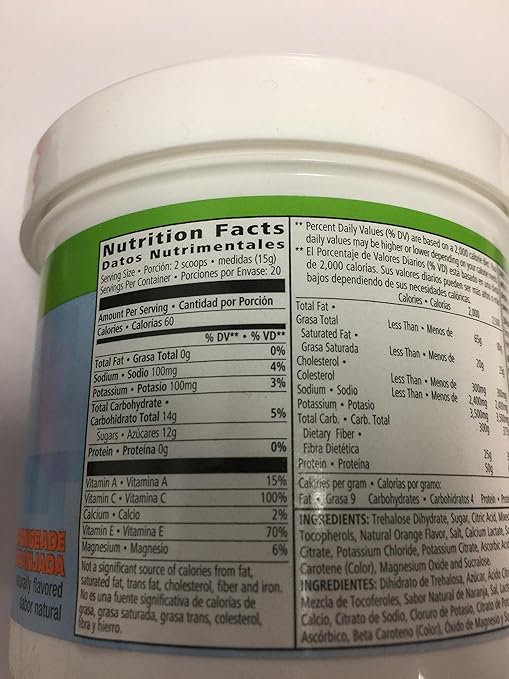 Nutrition Facts
Datos Nutrimentales
Serving Size • Porción: 2 scoops • medidas (15g)
Servings Per Container • Porciones por Envase: 20
Amount Per Serving • Cantidad por Porción
Calories • Calorías 60
% DV** • % VD**
Total Fat • Grasa Total 0g 0%
Sodium • Sodio 100mg 4%
Potassium • Potasio 100mg 3%
Total Carbohydrate •
Carbohidrato Total 14g 5%
Sugars • Azúcares 12g
Protein • Proteína 0g 0%
Vitamin A • Vitamina A 15%
Vitamin C • Vitamina C 100%
Calcium • Calcio 2%
Vitamin E • Vitamina E 70%
Magnesium • Magnesio 6%
Not a significant source of calories from fat,
saturated fat, trans fat, cholesterol, fiber and iron.
No es una fuente significativa de calorías de
grasa, grasa saturada, grasa trans, colesterol,
fibra y hierro.
** Percent Daily Values (% DV) are based on a 2,000 calorie diet.
daily values may be higher or lower depending on your calorie
** El Porcentaje de Valores Diarios (% VD) está basado en una
de 2,000 calorías. Sus valores diarios pueden ser más altos
bajos dependiendo de sus necesidades calóricas.
Calories • Calorías 2,000
Total Fat •
Grasa Total Less Than • Menos de 65g
Saturated Fat •
Grasa Saturada Less Than • Menos de 20g
Cholesterol •
Colesterol Less Than • Menos de 300mg
Sodium • Sodio Less Than • Menos de 2,400mg
Potassium • Potasio 3,500mg
Total Carb. • Carb. Total 300g
Dietary Fiber •
Fibra Dietética 25g
Protein • Proteína 50g
Calories per gram • Calorías por gramo:
Fat • Grasa 9 Carbohydrates • Carbohidratos 4 Protein •
INGREDIENTS: Trehalose Dihydrate, Sugar, Citric Acid,
Tocopherols, Natural Orange Flavor, Salt, Calcium Lactate,
Citrate, Potassium Chloride, Potassium Citrate, Ascorbic
Carotene (Color), Magnesium Oxide and Sucralose.
INGREDIENTES: Dihidrato de Trehalosa, Azúcar, Ácido
Mezcla de Tocoferoles, Sabor Natural de Naranja, Sal,
Calcio, Citrato de Sodio, Cloruro de Potasio, Citrato de
Ascórbico, Beta Caroteno (Color), Óxido de Magnesio y
flavored
sabor natural